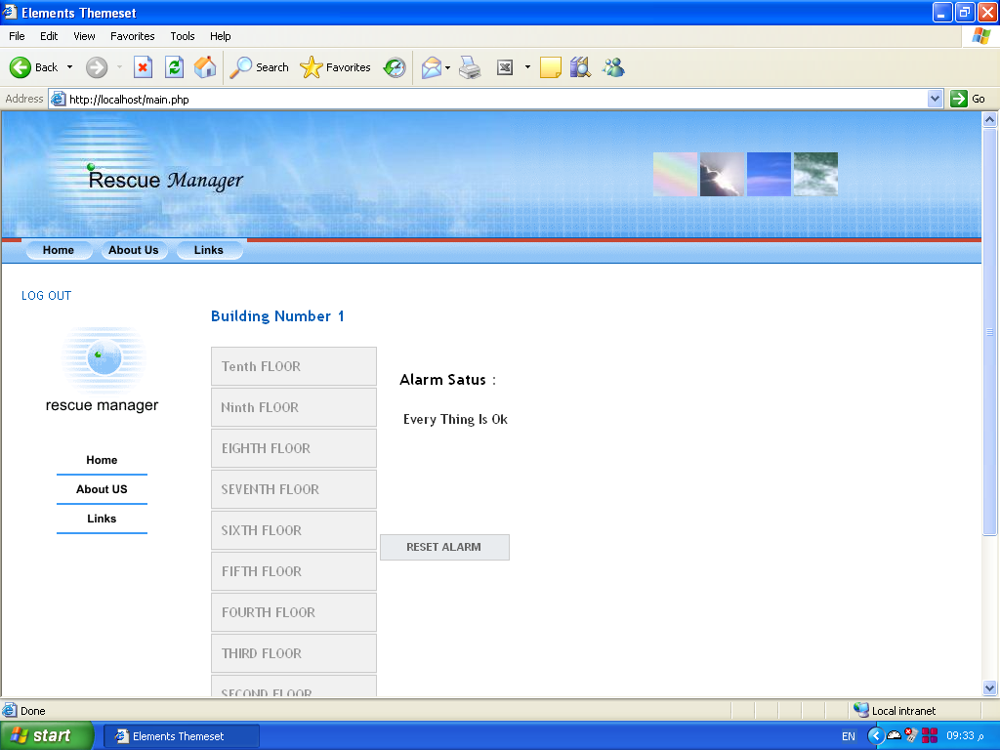 Elements Themeset
File Edit View Favorites Tools Help
Back Search Favorites
Address http://localhost/main.php Go
Rescue Manager
Home About Us Links
LOG OUT
Building Number 1
rescue manager
Home
About US
Links
Tenth FLOOR
Ninth FLOOR
EIGHTH FLOOR
SEVENTH FLOOR
SIXTH FLOOR
FIFTH FLOOR
FOURTH FLOOR
THIRD FLOOR
SECOND FLOOR
Alarm Satus :
Every Thing Is Ok
RESET ALARM
Done Local intranet
start Elements Themeset EN 09:33 م